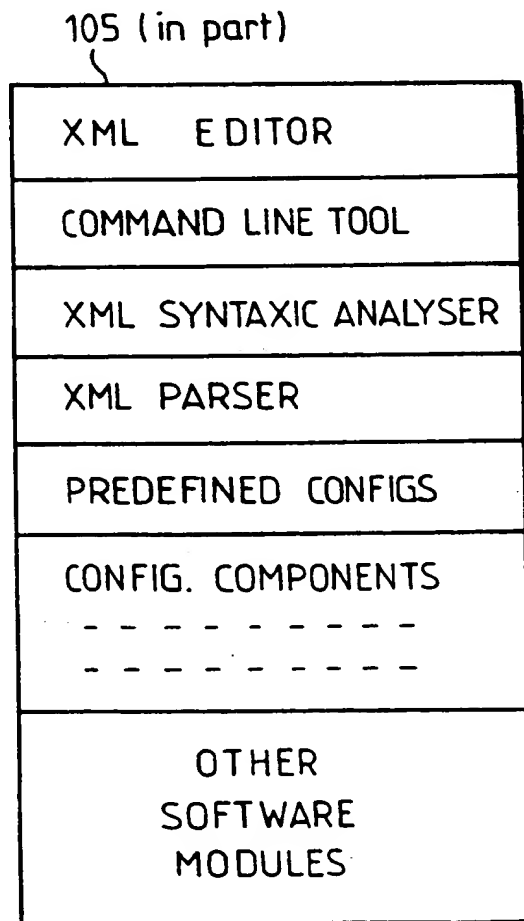 105 (in part)
XML EDITOR
COMMAND LINE TOOL
XML SYNTAXIC ANALYSER
XML PARSER
PREDEFINED CONFIGS
CONFIG. COMPONENTS
- - - - - - - - -
- - - - - - - - -
OTHER
SOFTWARE
MODULES